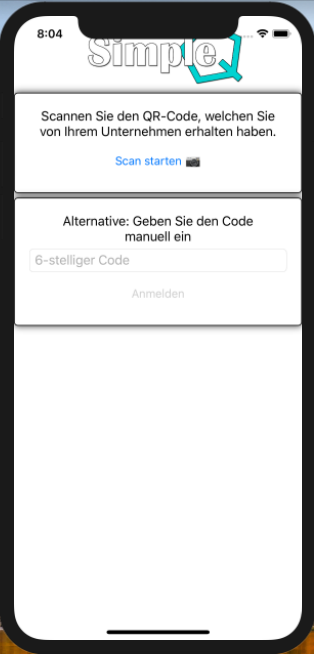 8:04
SimpleQ
Scannen Sie den QR-Code, welchen Sie
von Ihrem Unternehmen erhalten haben.
Scan starten 📷
Alternative: Geben Sie den Code
manuell ein
6-stelliger Code
Anmelden